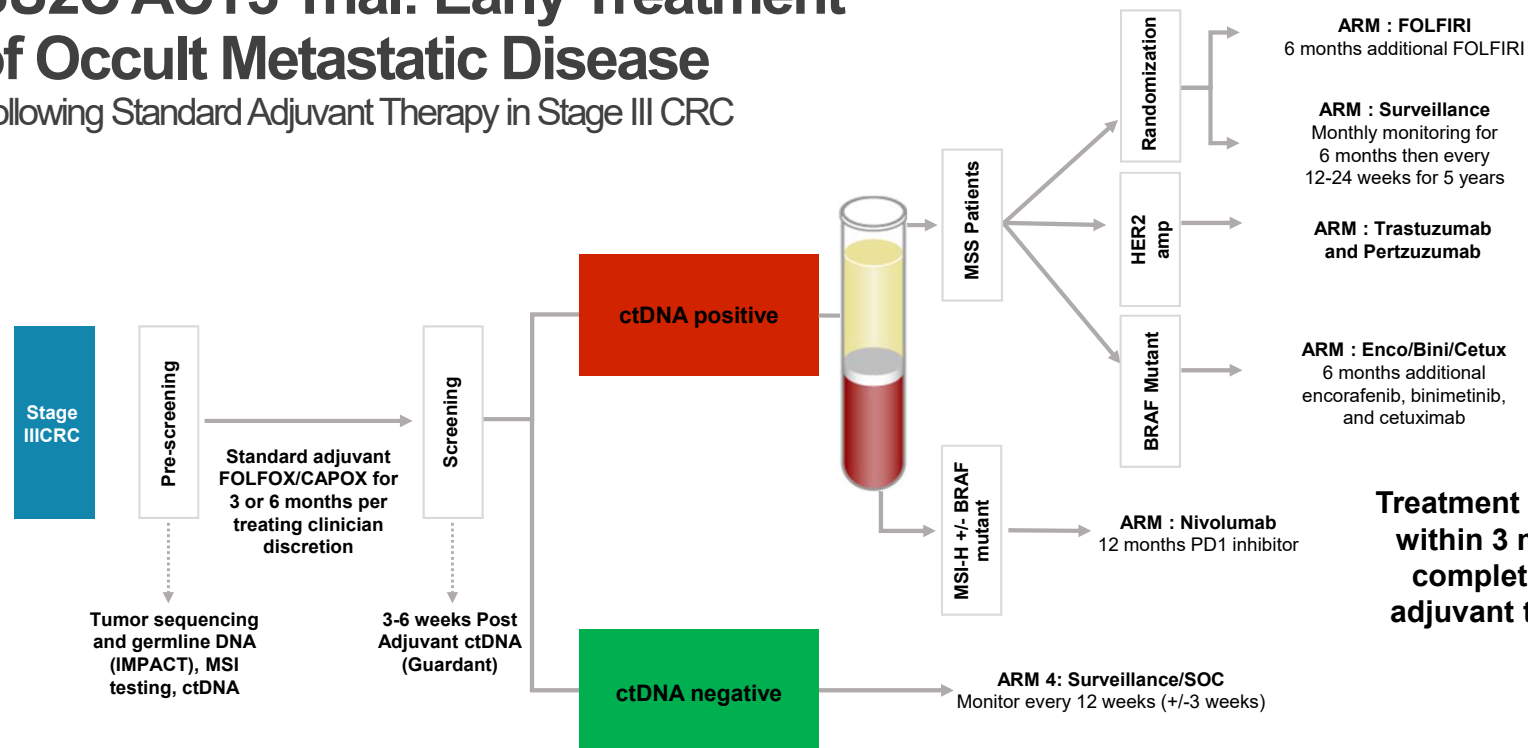 of Occult Metastatic Disease
Following Standard Adjuvant Therapy in Stage III CRC
ACT3 Trial: Early Treatment
Stage
IIICRC
Pre-screening
Tumor sequencing
and germline DNA
(IMPACT), MSI
testing, ctDNA
Standard adjuvant
FOLFOX/CAPOX for
3 or 6 months per
treating clinician
discretion
Screening
3-6 weeks Post
Adjuvant ctDNA
(Guardant)
ctDNA positive
MSS Patients
Randomization
ARM : FOLFIRI
6 months additional FOLFIRI
ARM : Surveillance
Monthly monitoring for
6 months then every
12-24 weeks for 5 years
HER2
amp
ARM : Trastuzumab
and Pertzuzumab
BRAF Mutant
ARM : Enco/Bini/Cetux
6 months additional
encorafenib, binimetinib,
and cetuximab
MSI-H +/- BRAF
mutant
ARM : Nivolumab
12 months PD1 inhibitor
Treatment
within 3
adjuvant
ctDNA negative
ARM 4: Surveillance/SOC
Monitor every 12 weeks (+/-3 weeks)